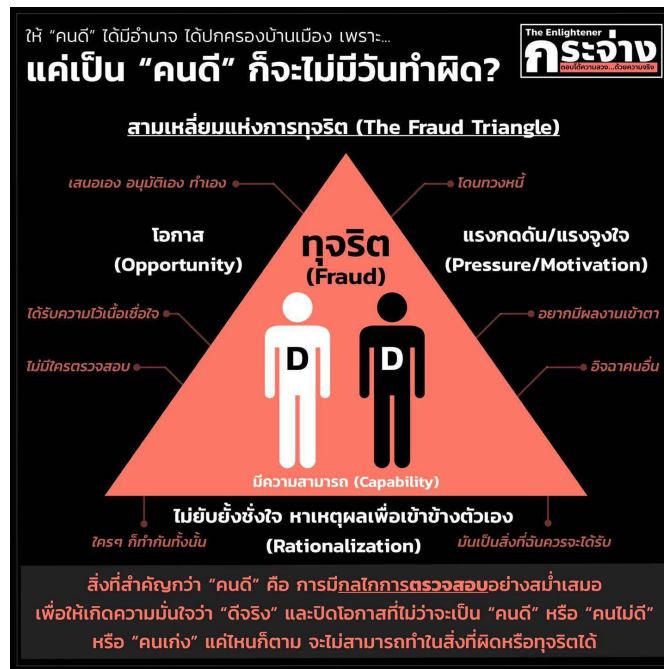 ให้ “คนดี” ได้มีอำนาจ ได้ปกครองบ้านเมือง เพราะ...
แค่เป็น “คนดี” ก็จะไม่มีวันทำผิด?
The Enlightener
กระจ่าง
ตอบโต้ความลวง...ด้วยความจริง
สามเหลี่ยมแห่งการทุจริต (The Fraud Triangle)
เสนอเอง อนุมัติเอง ทำเอง
โดนทวงหนี้
โอกาส
(Opportunity)
ทุจริต
(Fraud)
แรงกดดัน/แรงจูงใจ
(Pressure/Motivation)
ได้รับความไว้เนื้อเชื่อใจ
อยากมีผลงานเข้าตา
ไม่มีใครตรวจสอบ
อิจฉาคนอื่น
D
D
มีความสามารถ (Capability)
ไม่ยับยั้งชั่งใจ หาเหตุผลเพื่อเข้าข้างตัวเอง
(Rationalization)
ใครๆ ก็ทำกันทั้งนั้น
มันเป็นสิ่งที่ฉันควรจะได้รับ
สิ่งที่สำคัญกว่า “คนดี” คือ การมีกลไกการตรวจสอบอย่างสม่ำเสมอ
เพื่อให้เกิดความมั่นใจว่า “ดีจริง” และปิดโอกาสที่ไม่ว่าจะเป็น “คนดี” หรือ “คนไม่ดี”
หรือ “คนเก่ง” แค่ไหนก็ตาม จะไม่สามารถทำในสิ่งที่ผิดหรือทุจริตได้